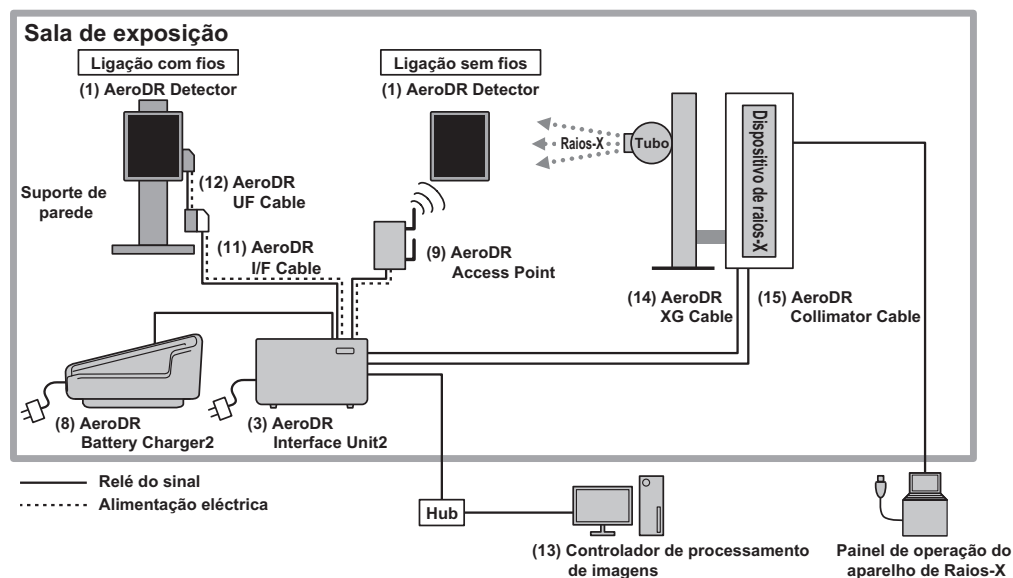 Sala de exposição
Ligação com fios
(1) AeroDR Detector
Ligação sem fios
(1) AeroDR Detector
Raios-X
Tubo
Dispositivo de raios-X
Suporte de
parede
(12) AeroDR
UF Cable
(11) AeroDR
I/F Cable
(9) AeroDR
Access Point
(14) AeroDR
XG Cable
(15) AeroDR
Collimator Cable
(8) AeroDR
Battery Charger2
(3) AeroDR
Interface Unit2
Relé do sinal
Alimentação eléctrica
Hub
(13) Controlador de processamento
de imagens
Painel de operação do
aparelho de Raios-X